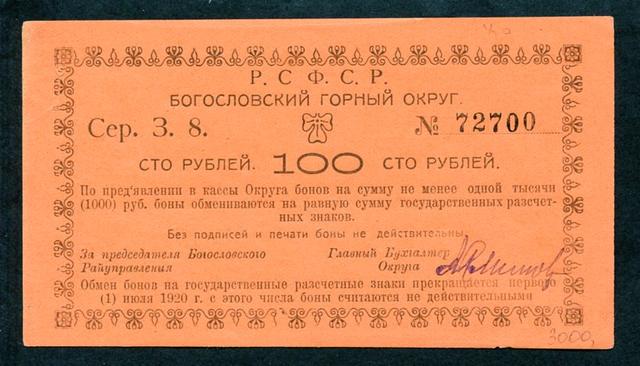 Р. С. Ф. С. Р.
БОГОСЛОВСКИЙ ГОРНЫЙ ОКРУГ.
Сер. З. 8. № 72700
СТО РУБЛЕЙ. 100 СТО РУБЛЕЙ.
По пред'явлении в кассы Округа бонов на сумму не менее одной тысячи
(1000) руб. боны обмениваются на равную сумму государственных разсчет-
ных знаков.
Без подписей и печати боны не действительны.
За председателя Богословского Главный Бухгалтер
Райуправления Округа
Обмен бонов на государственные разсчетные знаки прекращается первого
(1) июля 1920 г. с этого числа боны считаются не действительными
3000,